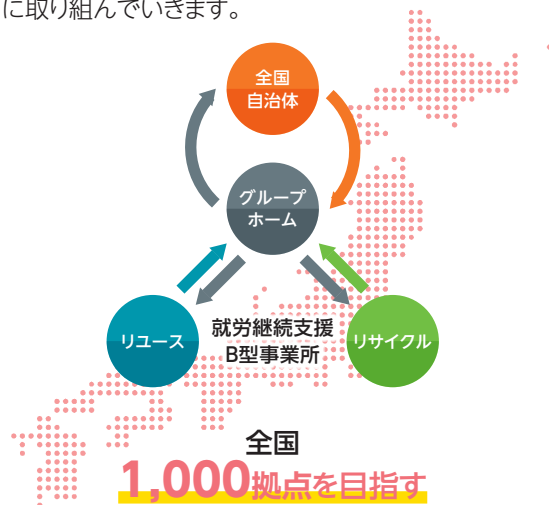 に取り組んでいきます。
全国
自治体
グループ
ホーム
リユース
就労継続支援
B型事業所
リサイクル
全国
1,000拠点を目指す